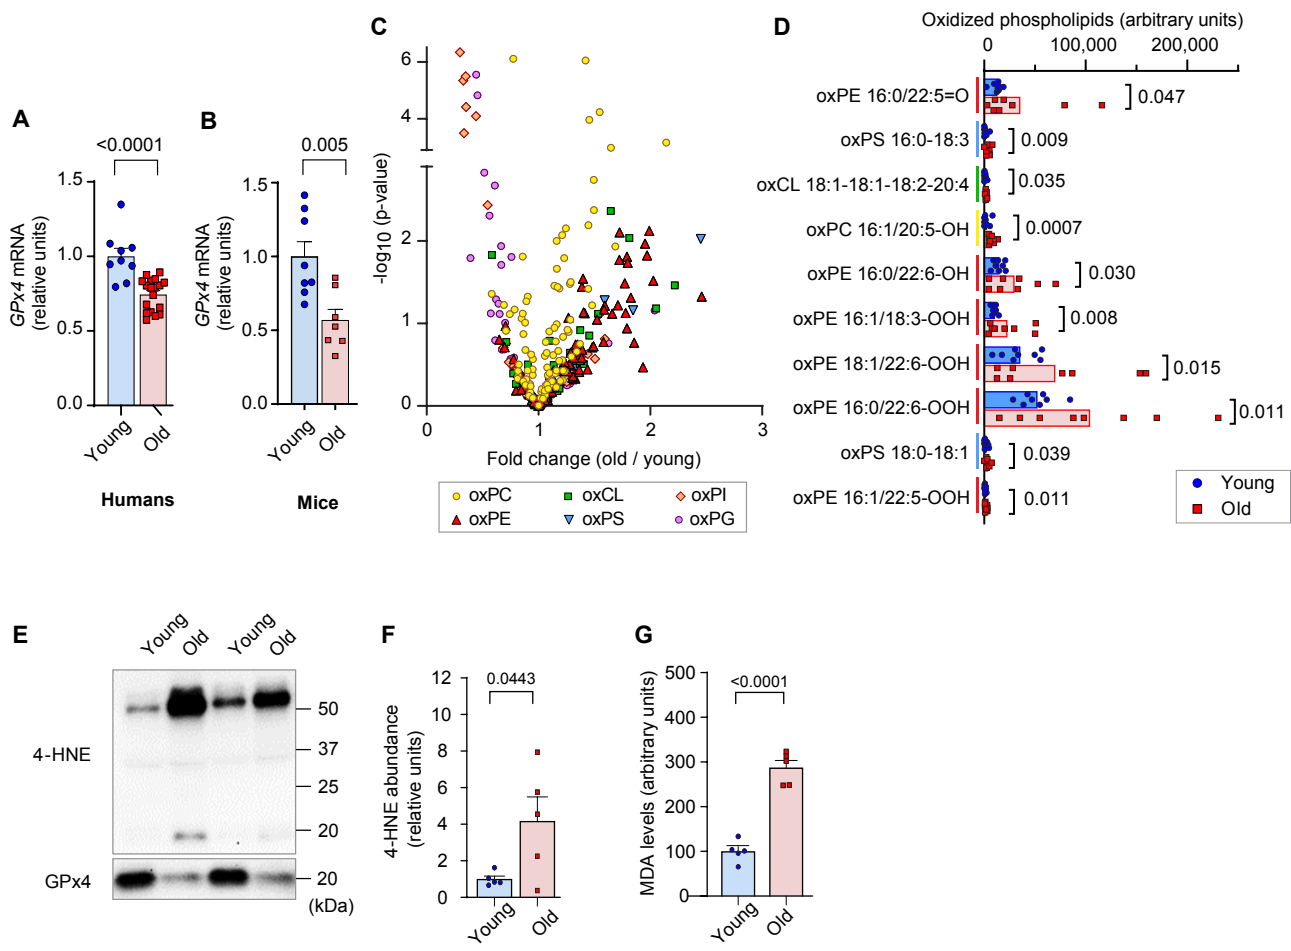 A
<0.0001
GPx4 mRNA
(relative units)
1.5
1.0
0.5
0.0
Young
Old
Humans
B
0.005
GPx4 mRNA
(relative units)
1.5
1.0
0.5
0.0
Young
Old
Mice
C
-log10 (p-value)
6
4
2
1
0
0
1
2
3
Fold change (old / young)
oxPC
oxCL
oxPI
oxPE
oxPS
oxPG
D
Oxidized phospholipids (arbitrary units)
0
100,000
200,000
oxPE 16:0/22:5=O
0.047
oxPS 16:0-18:3
0.009
oxCL 18:1-18:1-18:2-20:4
0.035
oxPC 16:1/20:5-OH
0.0007
oxPE 16:0/22:6-OH
0.030
oxPE 16:1/18:3-OOH
0.008
oxPE 18:1/22:6-OOH
0.015
oxPE 16:0/22:6-OOH
0.011
oxPS 18:0-18:1
0.039
oxPE 16:1/22:5-OOH
0.011
Young
Old
E
Young
Old
Young
Old
4-HNE
50
37
25
20
GPx4
20
(kDa)
F
0.0443
4-HNE abundance
(relative units)
12
10
8
6
4
2
0
Young
Old
G
<0.0001
MDA levels (arbitrary units)
500
400
300
200
100
0
Young
Old